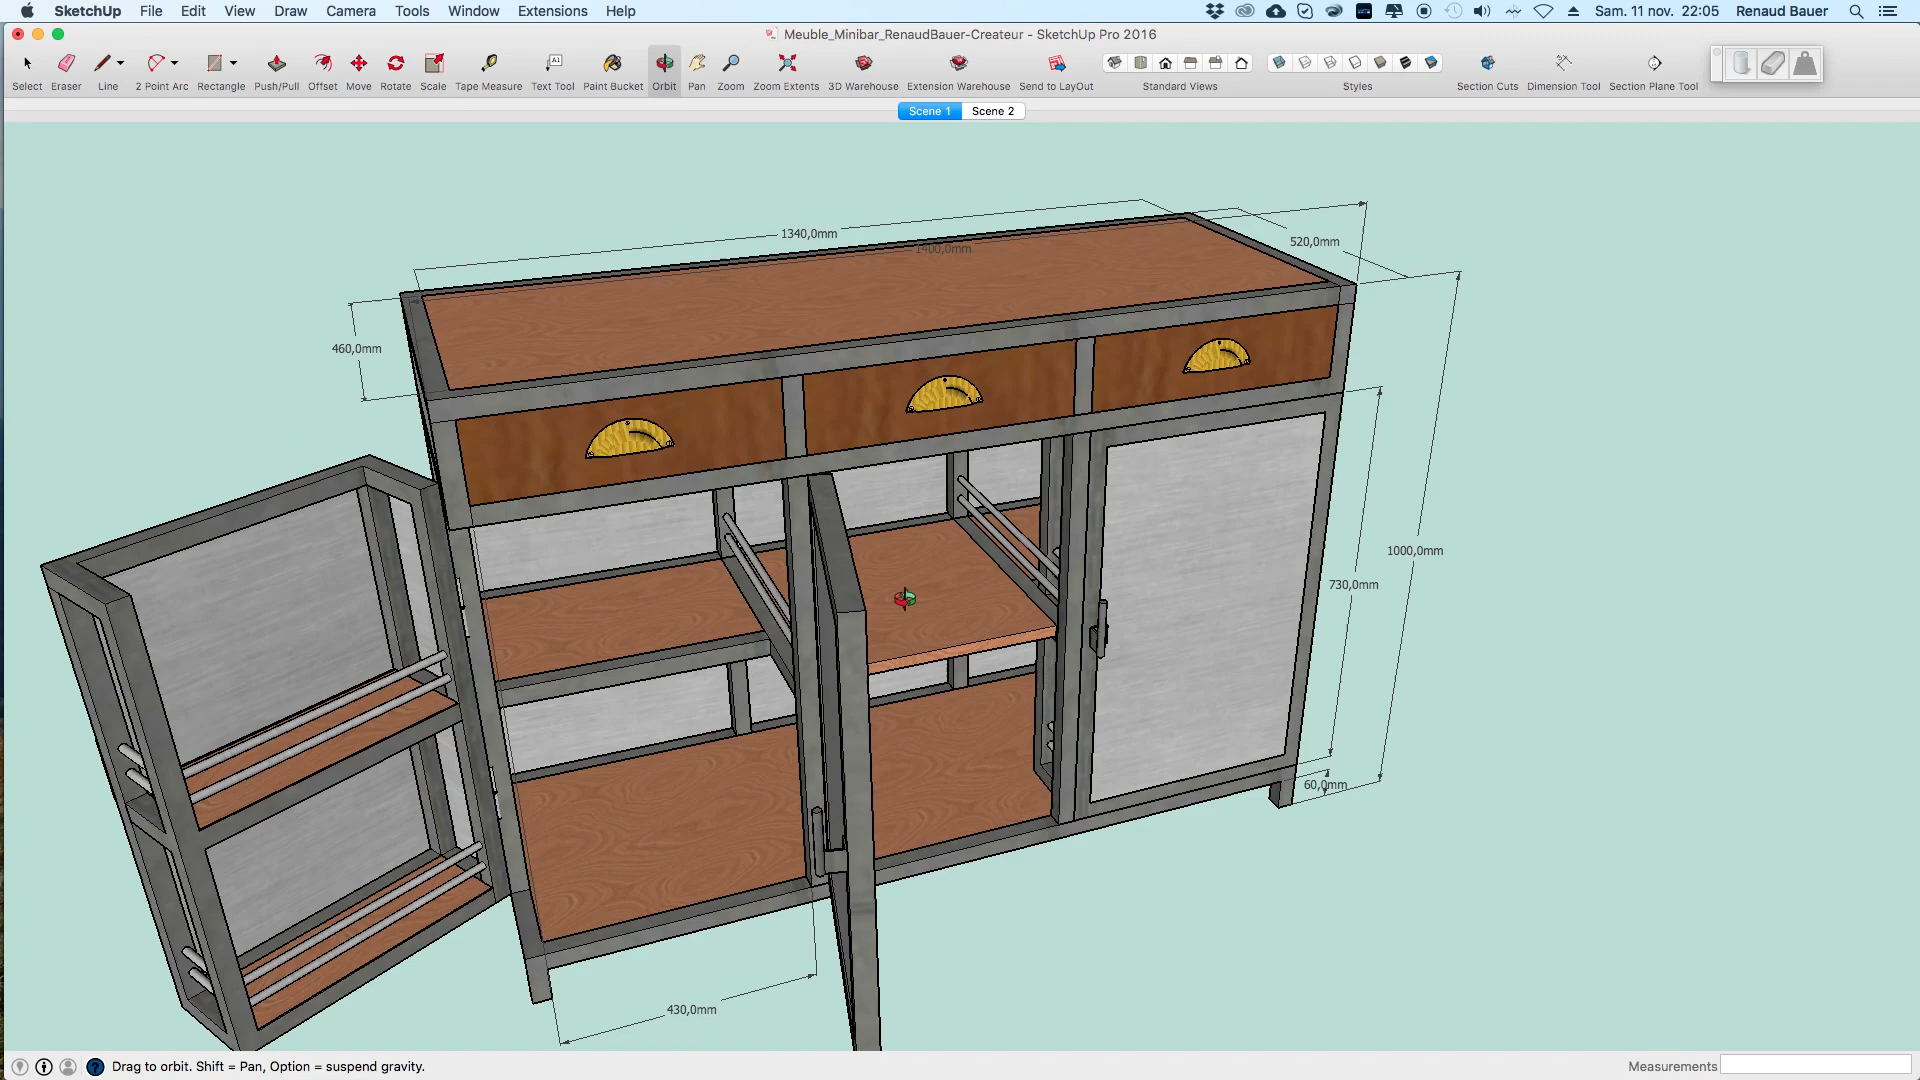 SketchUp File Edit View Draw Camera Tools Window Extensions Help Sam. 11 nov. 22:05 Renaud Bauer
Meuble_Minibar_RenaudBauer-Createur - SketchUp Pro 2016
A1
Select Eraser Line 2 Point Arc Rectangle Push/Pull Offset Move Rotate Scale Tape Measure Text Tool Paint Bucket Orbit Pan Zoom Zoom Extents 3D Warehouse Extension Warehouse Send to LayOut Standard Views Styles Section Cuts Dimension Tool Section Plane Tool
Scene 1 Scene 2
1340,0mm
1400,0mm
520,0mm
460,0mm
1000,0mm
730,0mm
60,0mm
430,0mm
? Drag to orbit. Shift = Pan, Option = suspend gravity. Measurements